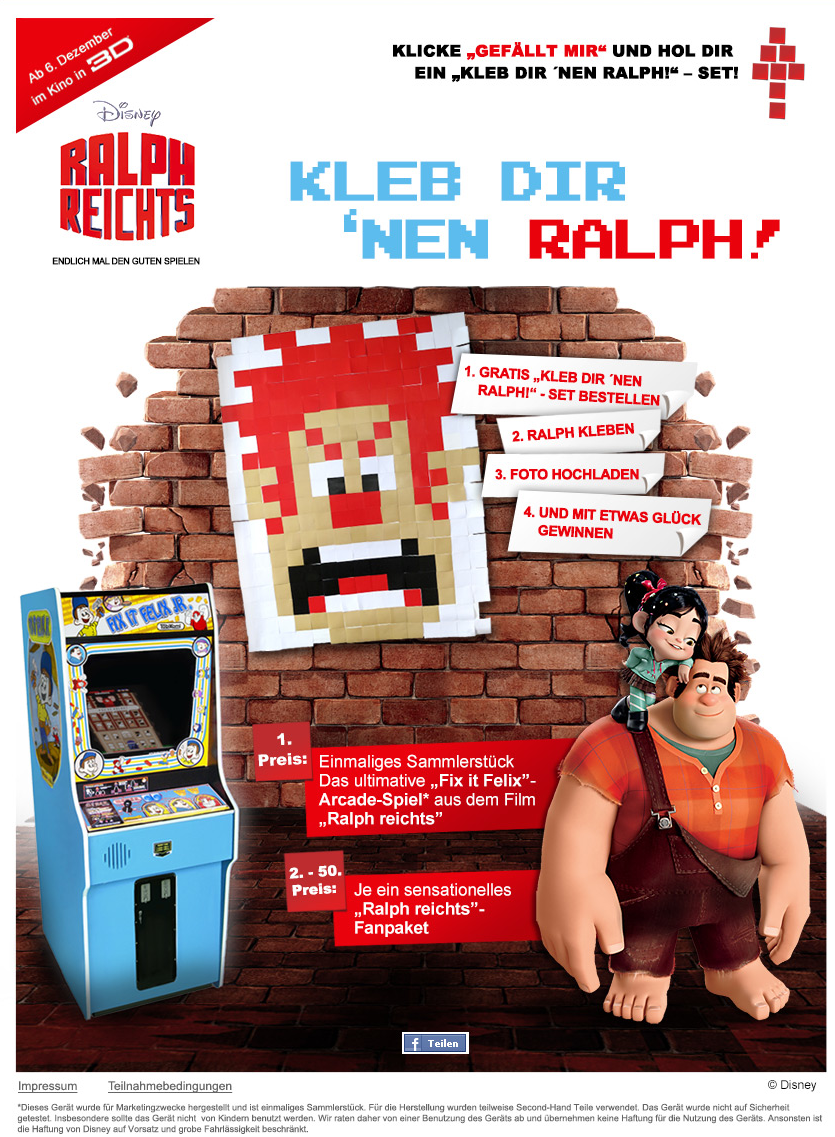 Ab 6. Dezember
im Kino in 3D
KLICKE „GEFÄLLT MIR“ UND HOL DIR
EIN „KLEB DIR ´NEN RALPH!“ – SET!
Disney
RALPH
REICHTS
ENDLICH MAL DEN GUTEN SPIELEN
KLEB DIR
‘NEN RALPH!
1. GRATIS „KLEB DIR ´NEN
RALPH!“ - SET BESTELLEN
2. RALPH KLEBEN
3. FOTO HOCHLADEN
4. UND MIT ETWAS GLÜCK
GEWINNEN
FIX IT FELIX JR.
1.
Preis:
Einmaliges Sammlerstück
Das ultimative „Fix it Felix”-
Arcade-Spiel* aus dem Film
„Ralph reichts”
2. - 50.
Preis:
Je ein sensationelles
„Ralph reichts”-
Fanpaket
f Teilen
Impressum
Teilnahmebedingungen
© Disney
*Dieses Gerät wurde für Marketingzwecke hergestellt und ist einmaliges Sammlerstück. Für die Herstellung wurden teilweise Second-Hand Teile verwendet. Das Gerät wurde nicht auf Sicherheit
getestet. Insbesondere sollte das Gerät nicht von Kindern benutzt werden. Wir raten daher von einer Benutzung des Geräts ab und übernehmen keine Haftung für die Nutzung des Geräts. Ansonsten ist
die Haftung von Disney auf Vorsatz und grobe Fahrlässigkeit beschränkt.